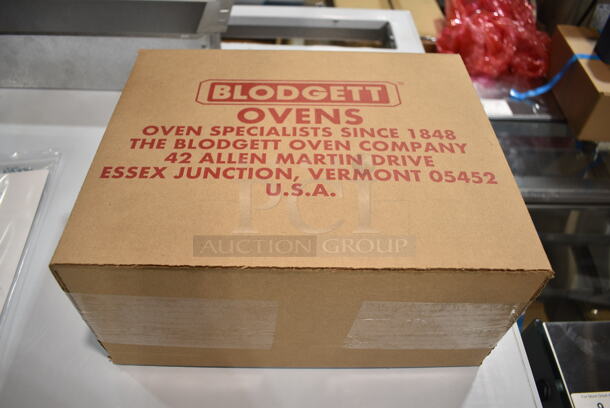 BLODGETT
OVENS
OVEN SPECIALISTS SINCE 1848
THE BLODGETT OVEN COMPANY
42 ALLEN MARTIN DRIVE
ESSEX JUNCTION, VERMONT 05452
U.S.A.
PCI
AUCTION GROUP